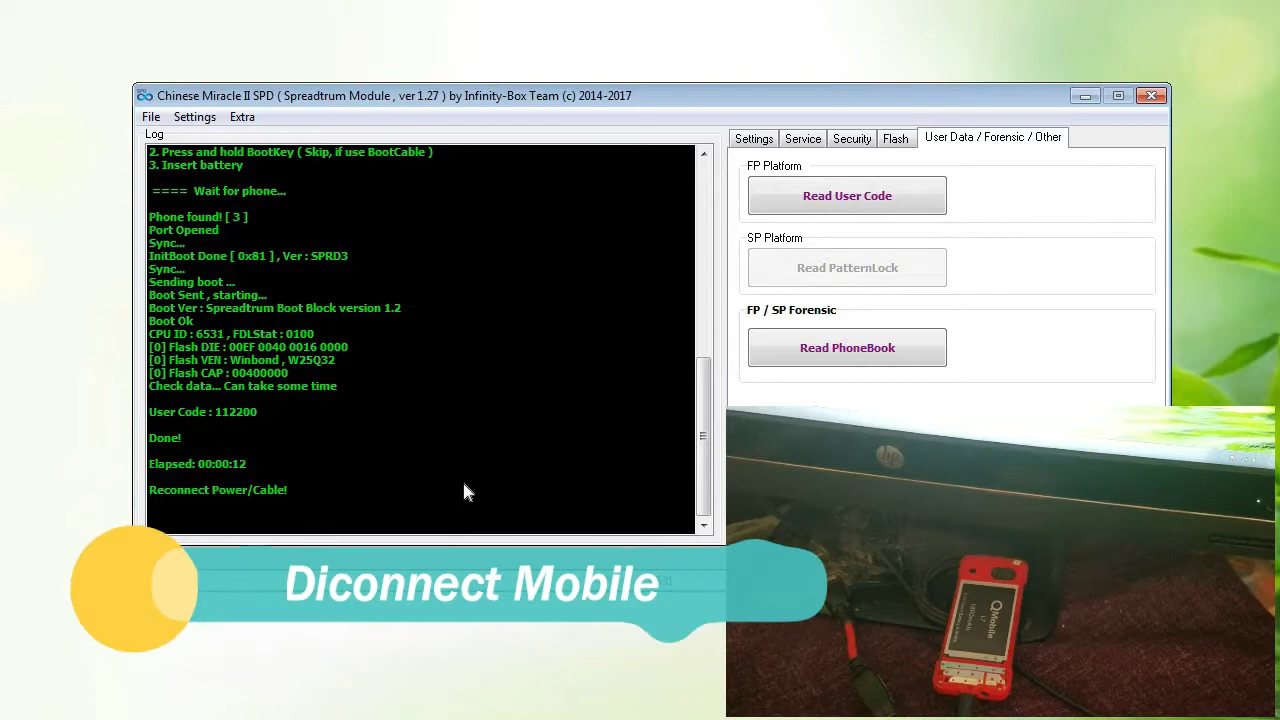 Chinese Miracle II SPD ( Spreadtrum Module , ver 1.27 ) by Infinity-Box Team (c) 2014-2017
File Settings Extra
Log
2. Press and hold BootKey ( Skip, if use BootCable )
3. Insert battery
==== Wait for phone...
Phone found! [ 3 ]
Port Opened
Sync...
InitBoot Done [ 0x81 ] , Ver : SPRD3
Sync...
Sending boot ...
Boot Sent , starting...
Boot Ver : Spreadtrum Boot Block version 1.2
Boot Ok
CPU ID : 6531 , FDLStat : 0100
[0] Flash DIE : 00EF 0040 0016 0000
[0] Flash VEN : Winbond , W25Q32
[0] Flash CAP : 00400000
Check data... Can take some time
User Code : 112200
Done!
Elapsed: 00:00:12
Reconnect Power/Cable!
Settings Service Security Flash User Data / Forensic / Other
FP Platform
Read User Code
SP Platform
Read PatternLock
FP / SP Forensic
Read PhoneBook
Diconnect Mobile
hp
QMobile